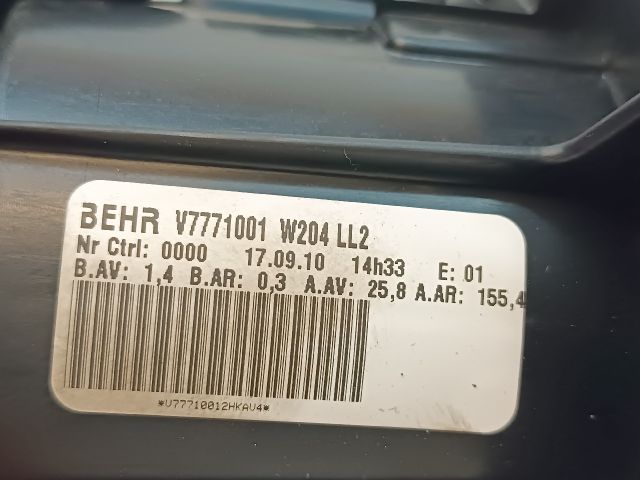 BEHR V7771001 W204 LL2
Nr Ctrl: 0000 17.09.10 14h33 E: 01
B.AV: 1,4 B.AR: 0,3 A.AV: 25,8 A.AR: 155,4
*V77710012HKAV4*